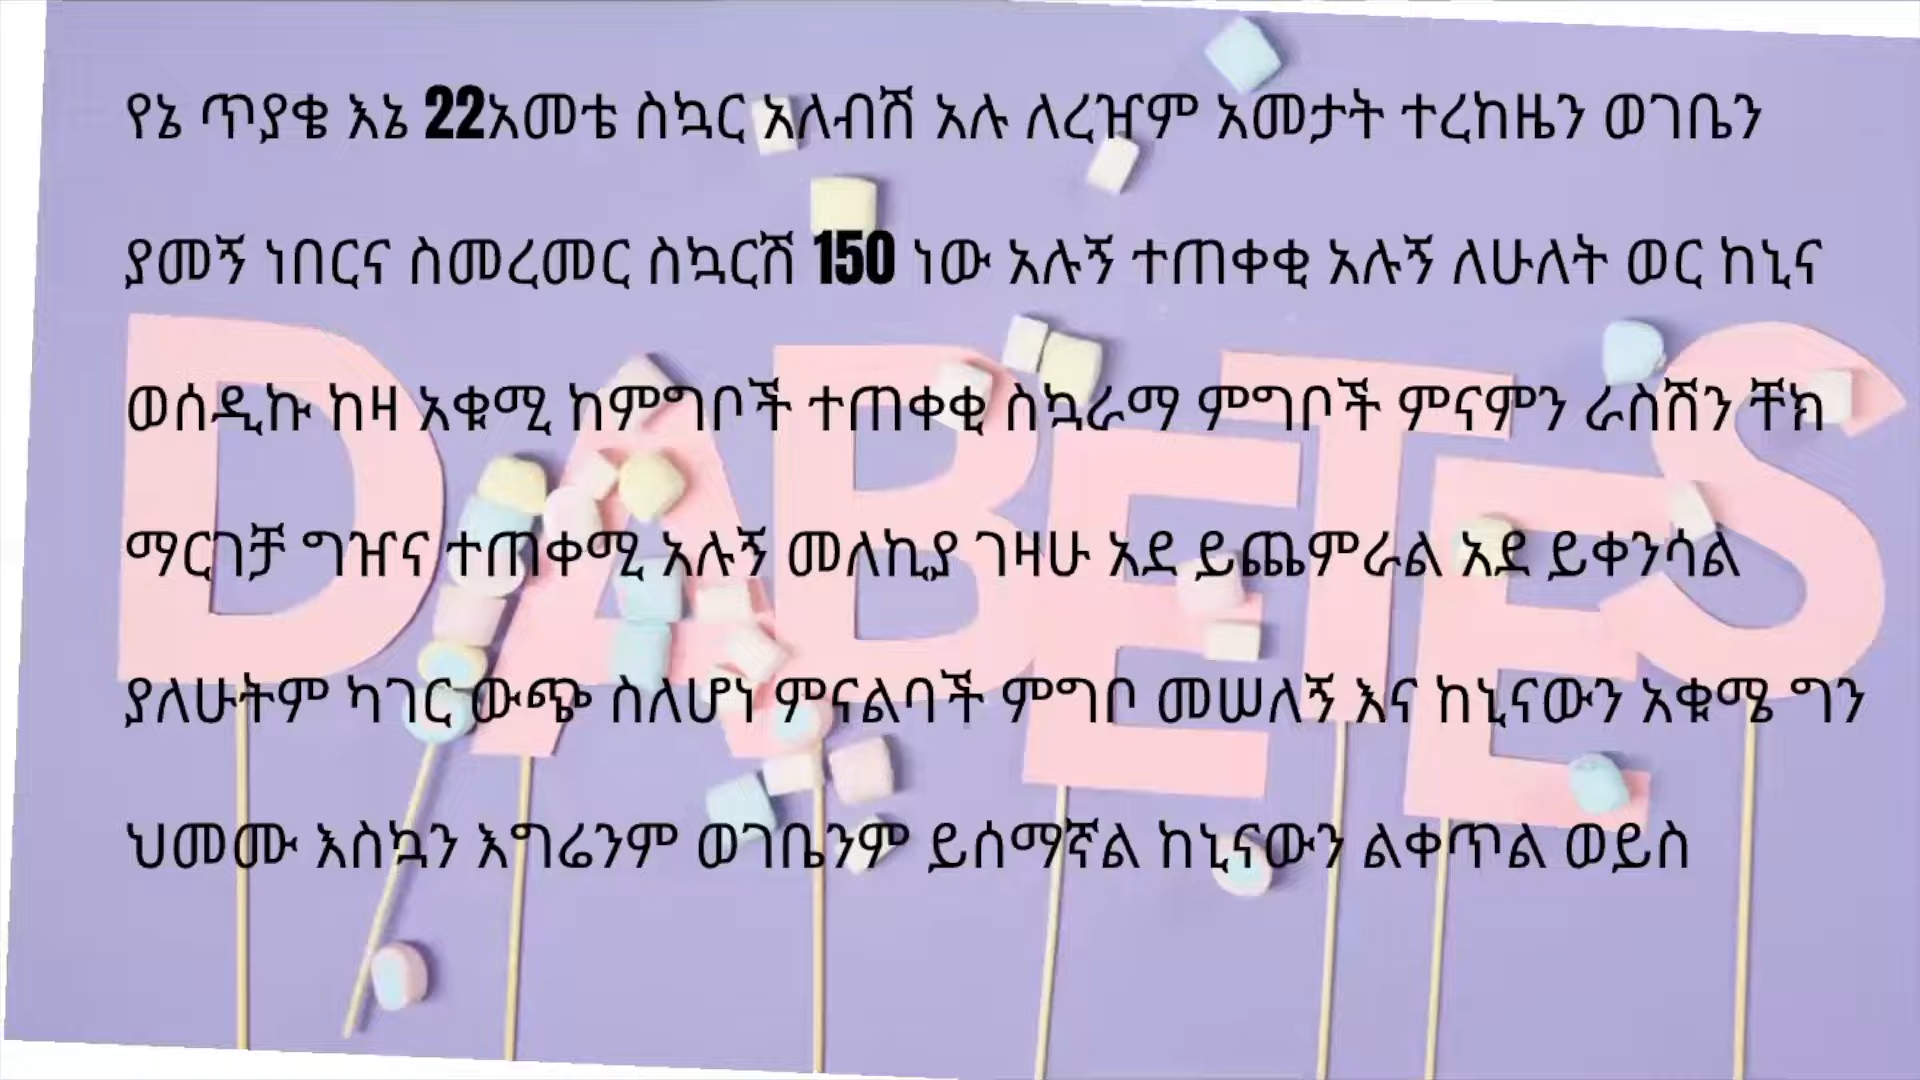 የኔ ጥያቄ እኔ 22አመቴ ስኳር አለብሽ አሉ ለረዠም አመታት ተረከዜን ወገቤን
ያመኝ ነበርና ስመረመር ስኳርሽ 150 ነው አሉኝ ተጠቀቂ አሉኝ ለሁለት ወር ከኒና
ወሰዲኩ ከዛ አቁሚ ከምግቦች ተጠቀቂ ስኳራማ ምግቦች ምናምን ራስሽን ቸክ
ማርገቻ ግዠና ተጠቀሚ አሉኝ መለኪያ ገዛሁ አደ ይጨምራል አደ ይቀንሳል
ያለሁትም ካገር ውጭ ስለሆነ ምናልባች ምግቦ መሠለኝ እና ከኒናውን አቁሜ ግን
ህመሙ እስኳን እግሬንም ወገቤንም ይሰማኛል ከኒናውን ልቀጥል ወይስ
DABETES